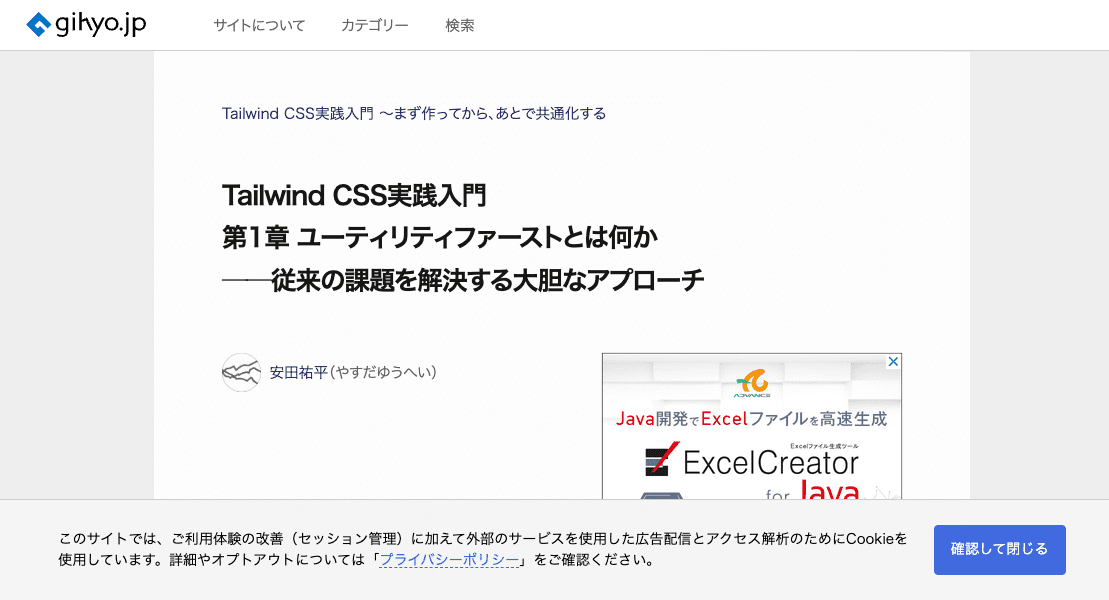 gihyo.jp
サイトについて カテゴリー 検索
Tailwind CSS実践入門 ～まず作ってから、あとで共通化する
Tailwind CSS実践入門
第1章 ユーティリティファーストとは何か
──従来の課題を解決する大胆なアプローチ
安田祐平(やすだゆうへい)
ADVANCE
Java開発でExcelファイルを高速生成
Excelファイル生成ツール
ExcelCreator
for Java
このサイトでは、ご利用体験の改善（セッション管理）に加えて外部のサービスを使用した広告配信とアクセス解析のためにCookieを
使用しています。詳細やオプトアウトについては「プライバシーポリシー」をご確認ください。
確認して閉じる